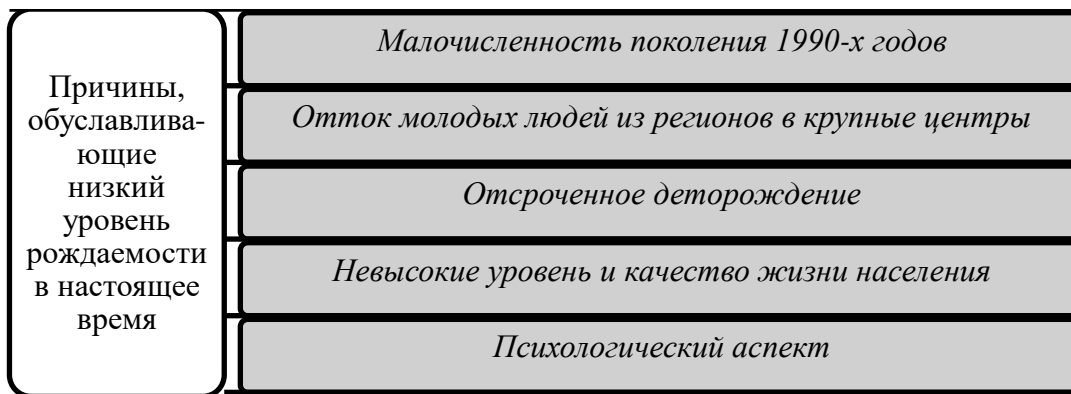 Причины,
обуславлива-
ющие
низкий
уровень
рождаемости
в настоящее
время
Малочисленность поколения 1990-х годов
Отток молодых людей из регионов в крупные центры
Отсроченное деторождение
Невысокие уровень и качество жизни населения
Психологический аспект